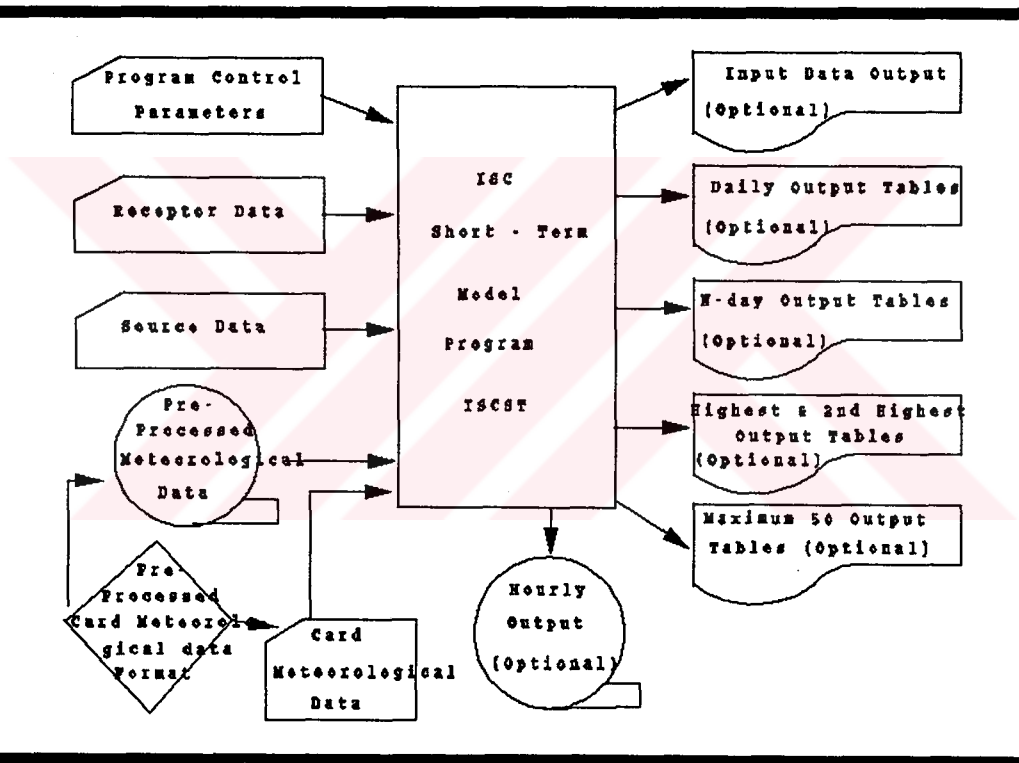 Program Control
Parameters
Receptor Data
Source Data
Pre-
Processed
Meteorological
Data
Pre-
Processed
Card Meteorol
gical data
Format
Card
Meteorological
Data
ISC
Short - Term
Model
Program
ISCST
Hourly
Output
(Optional)
Input Data Output
(Optional)
Daily Output Tables
(Optional)
N-day Output Tables
(Optional)
Highest & 2nd Highest
Output Tables
(Optional)
Maximum 50 Output
Tables (Optional)